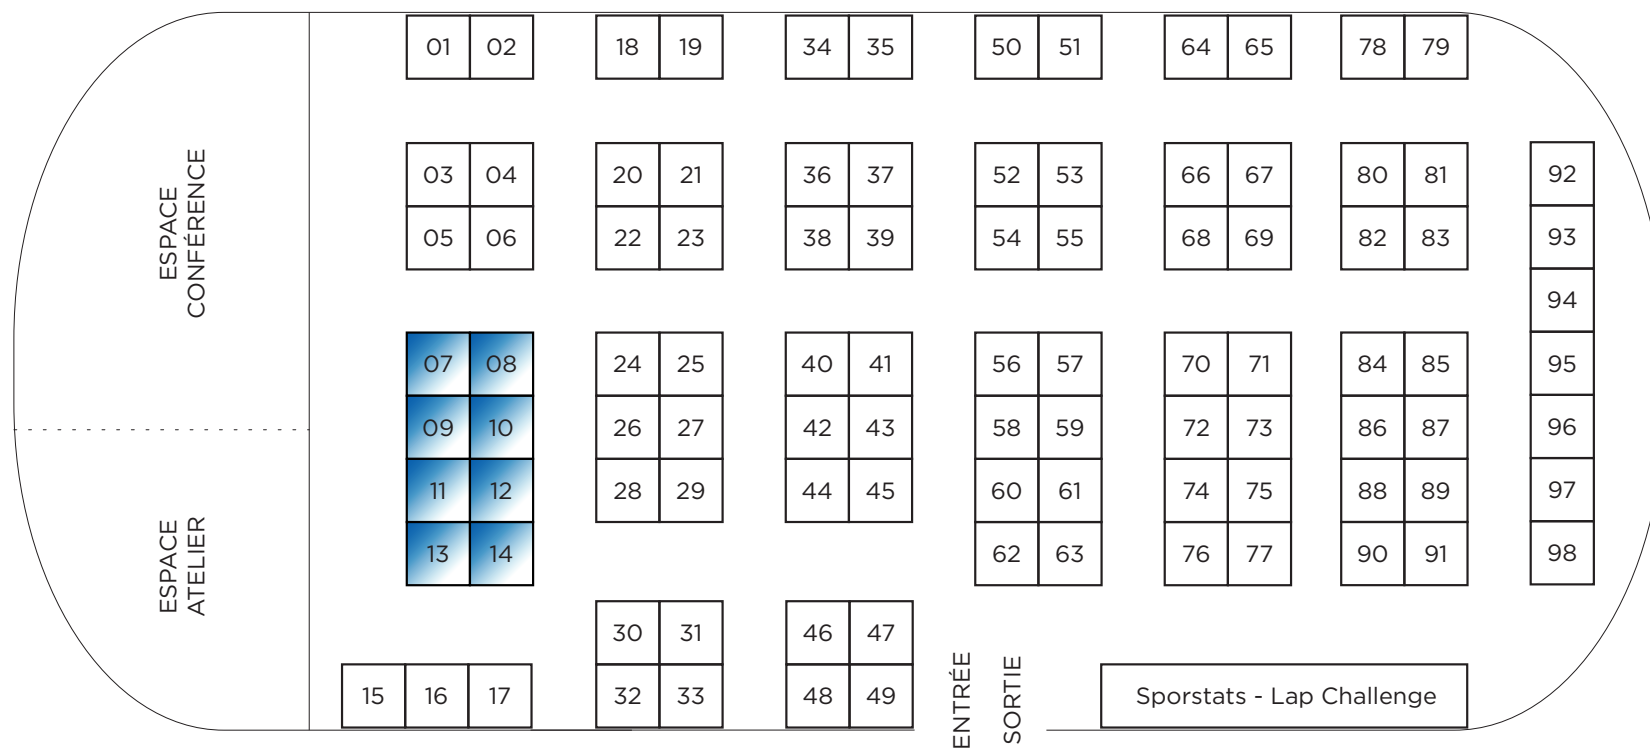 01 02 18 19 34 35 50 51 64 65 78 79
ESPACE
CONFÉRENCE
03 04 20 21 36 37 52 53 66 67 80 81 92
05 06 22 23 38 39 54 55 68 69 82 83 93
94
07 08 24 25 40 41 56 57 70 71 84 85 95
09 10 26 27 42 43 58 59 72 73 86 87 96
11 12 28 29 44 45 60 61 74 75 88 89 97
ESPACE
ATELIER
13 14 62 63 76 77 90 91 98
30 31 46 47
15 16 17 32 33 48 49
ENTRÉE
SORTIE
Sporstats - Lap Challenge